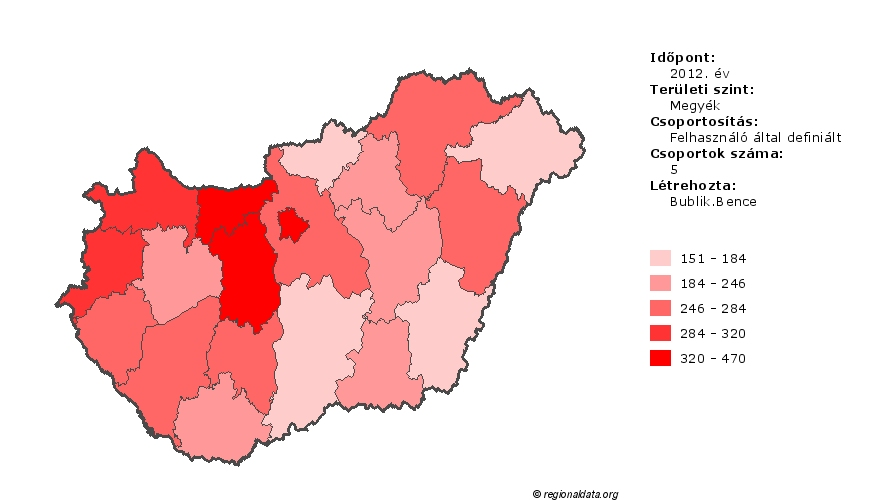 Időpont:
2012. év
Területi szint:
Megyék
Csoportosítás:
Felhasználó által definiált
Csoportok száma:
5
Létrehozta:
Bublik.Bence
151 - 184
184 - 246
246 - 284
284 - 320
320 - 470
© regionaldata.org